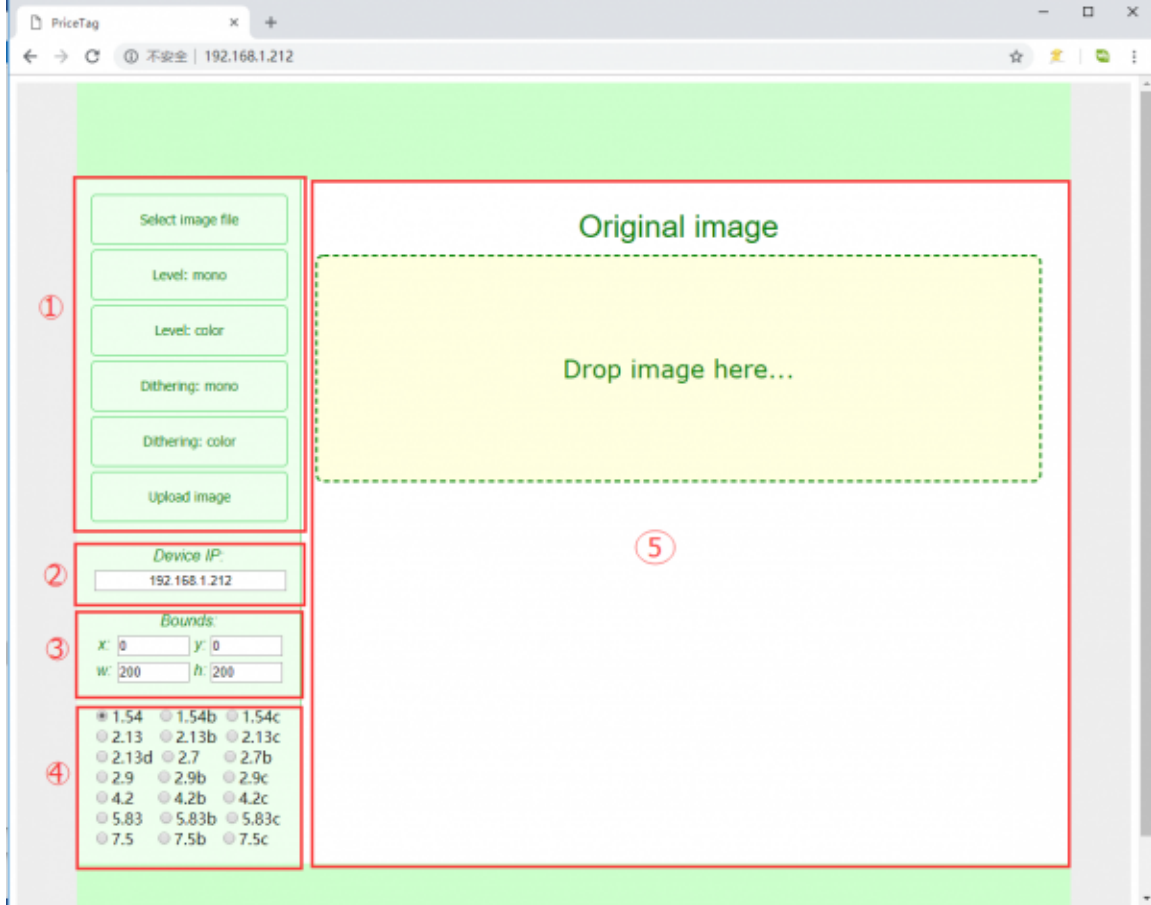 PriceTag
不安全 | 192.168.1.212
①
Select image file
Level: mono
Level: color
Dithering: mono
Dithering: color
Upload image
②
Device IP:
192.168.1.212
③
Bounds:
x: 0 y: 0
w: 200 h: 200
④
1.54 1.54b 1.54c
2.13 2.13b 2.13c
2.13d 2.7 2.7b
2.9 2.9b 2.9c
4.2 4.2b 4.2c
5.83 5.83b 5.83c
7.5 7.5b 7.5c
Original image
Drop image here...
⑤